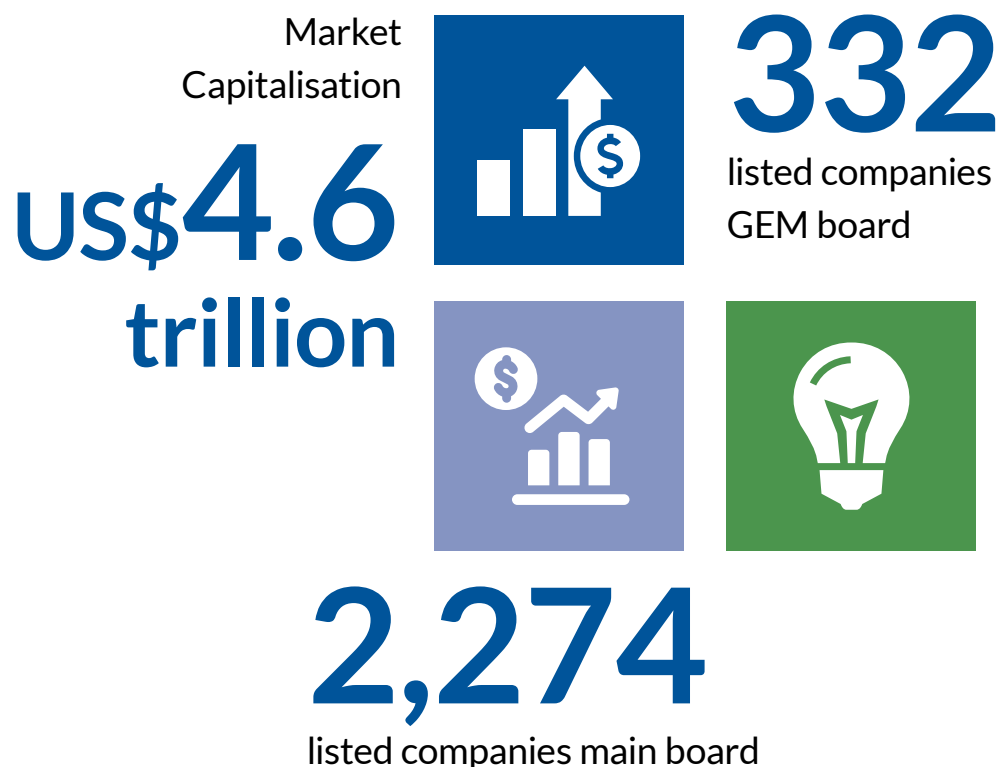 Market
Capitalisation
US$4.6
trillion
332
listed companies
GEM board
2,274
listed companies main board